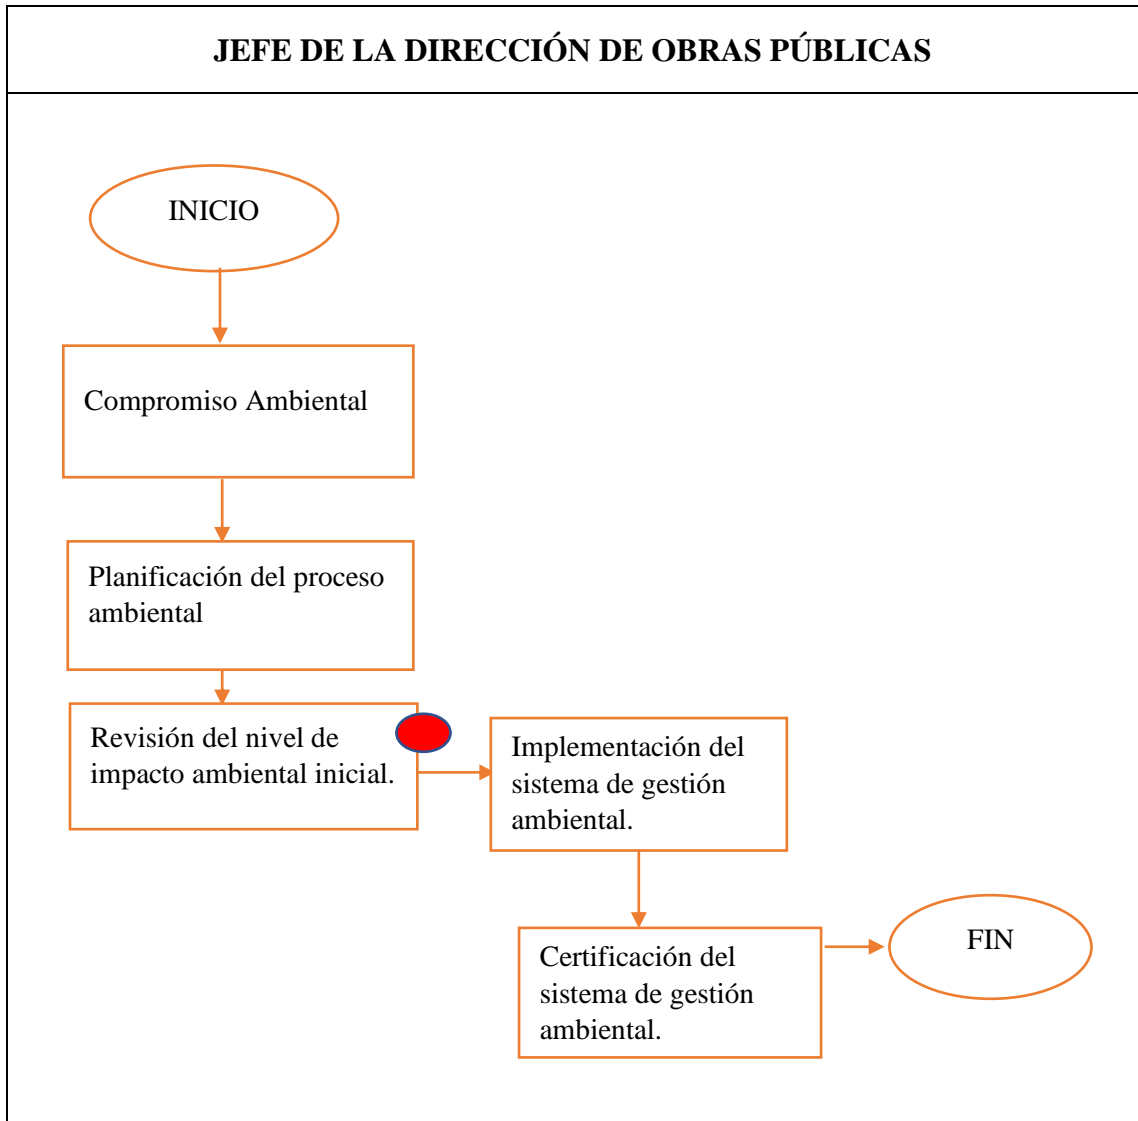 JEFE DE LA DIRECCIÓN DE OBRAS PÚBLICAS
INICIO
Compromiso Ambiental
Planificación del proceso
ambiental
Revisión del nivel de
impacto ambiental inicial.
Implementación del
sistema de gestión
ambiental.
Certificación del
sistema de gestión
ambiental.
FIN